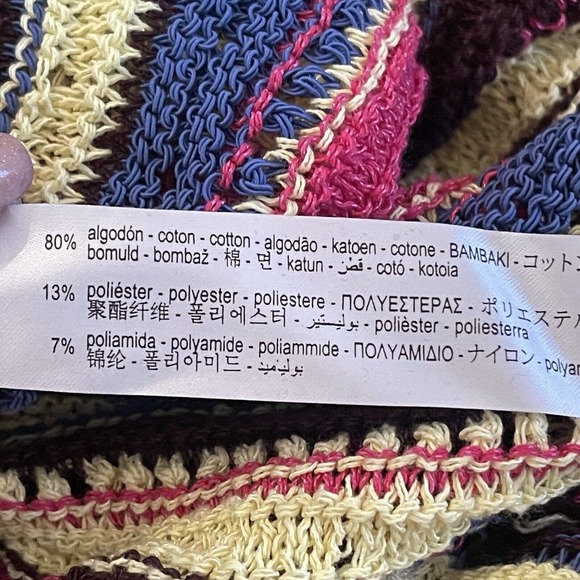 80% algodón - coton - cotton - algodão - katoen - cotone - ΒΑΜΒΑΚΙ - コットン
bomuld - bombaž - 棉 - 면 - katun - قطن - cotó - kotoia
13% poliéster - polyester - poliestere - ΠΟΛΥΕΣΤΕΡΑΣ - ポリエステル
聚酯纤维 - 폴리에스터 - بوليستير - polièster - poliesterra
7% poliamida - polyamide - poliammide - ΠΟΛΥΑΜΙΔΙΟ - ナイロン - polyam
锦纶 - 폴리아미드 - بولياميد